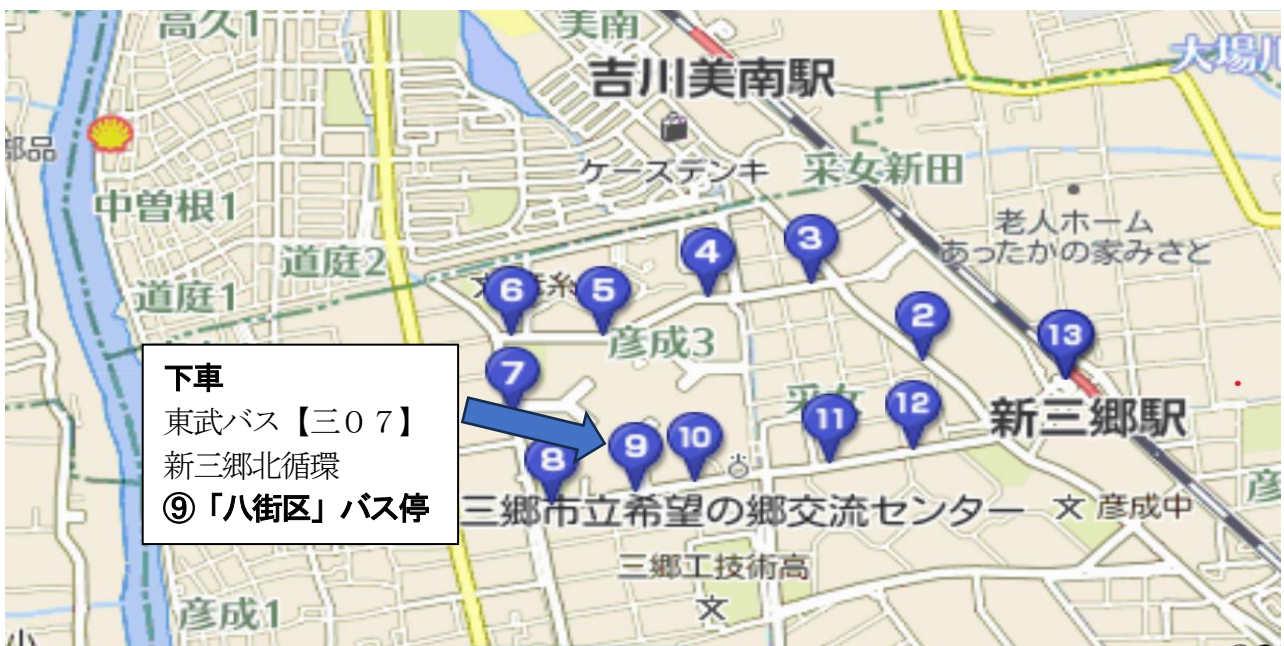 高久1
美南
大場川
吉川美南駅
部品
ケーズデンキ
采女新田
中曽根1
老人ホーム
あったかの家みさと
道庭2
道庭1
3
4
6
5
2
13
彦成3
7
下車
東武バス【三07】
新三郷北循環
⑨「八街区」バス停
采女
新三郷駅
11
12
9
10
8
三郷市立希望の郷交流センター
文 彦成中
彦
三郷工技術高
文
彦成1
小